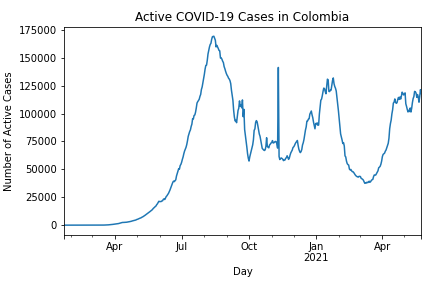 Active COVID-19 Cases in Colombia
175000
150000
125000
100000
75000
50000
25000
0
Number of Active Cases
Apr Jul Oct Jan Apr
2021
Day